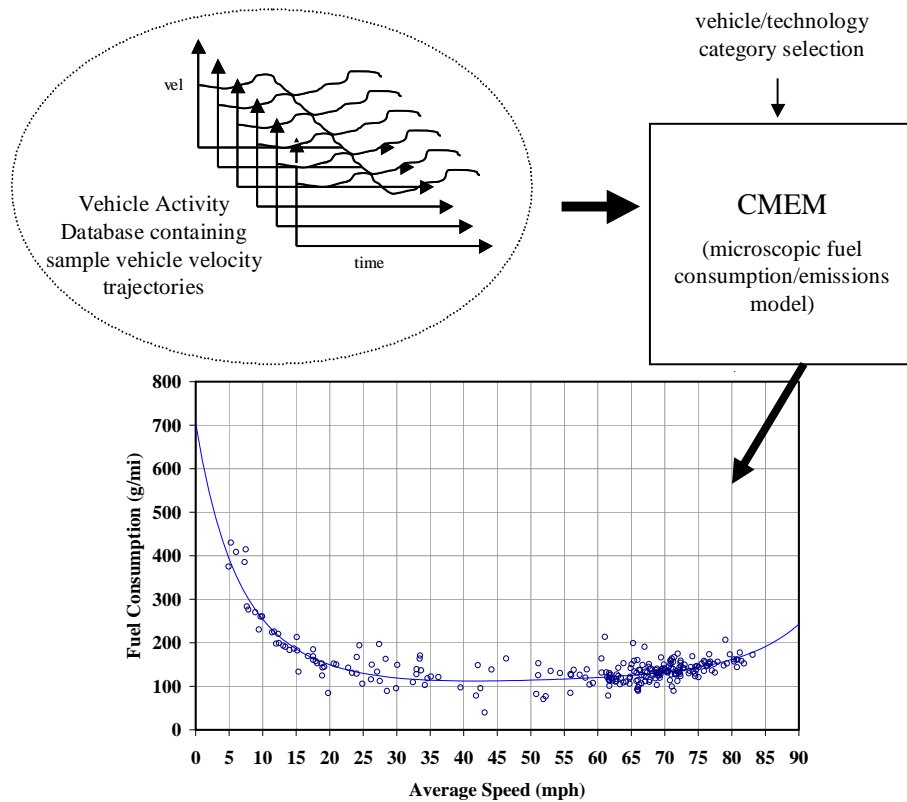 vehicle/technology
category selection
vel
Vehicle Activity
Database containing
sample vehicle velocity
trajectories
time
CMEM
(microscopic fuel
consumption/emissions
model)
800
700
600
500
400
300
200
100
0
Fuel Consumption (g/mi)
0 5 10 15 20 25 30 35 40 45 50 55 60 65 70 75 80 85 90
Average Speed (mph)